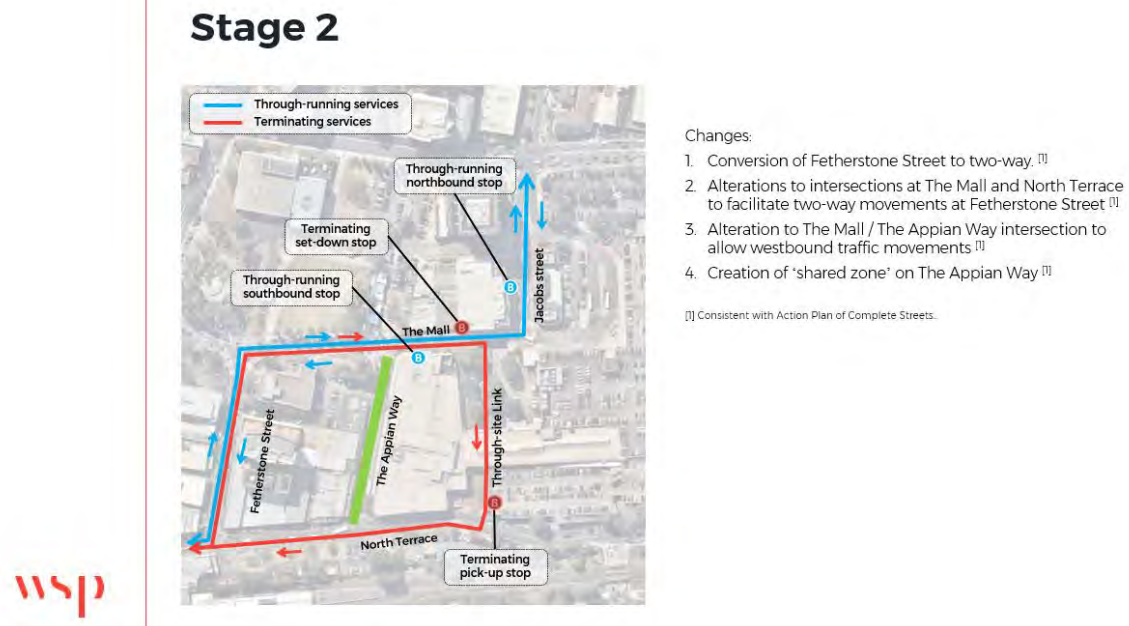 Stage 2
Through-running services
Terminating services
Through-running
northbound stop
Terminating
set-down stop
Through-running
southbound stop
B
Jacobs street
The Mall
B
B
Fetherstone Street
The Appian Way
Through-site Link
B
North Terrace
Terminating
pick-up stop
Changes:
1. Conversion of Fetherstone Street to two-way. [1]
2. Alterations to intersections at The Mall and North Terrace
to facilitate two-way movements at Fetherstone Street [1]
3. Alteration to The Mall / The Appian Way intersection to
allow westbound traffic movements [1]
4. Creation of ‘shared zone’ on The Appian Way [1]
[1] Consistent with Action Plan of Complete Streets..
wsp